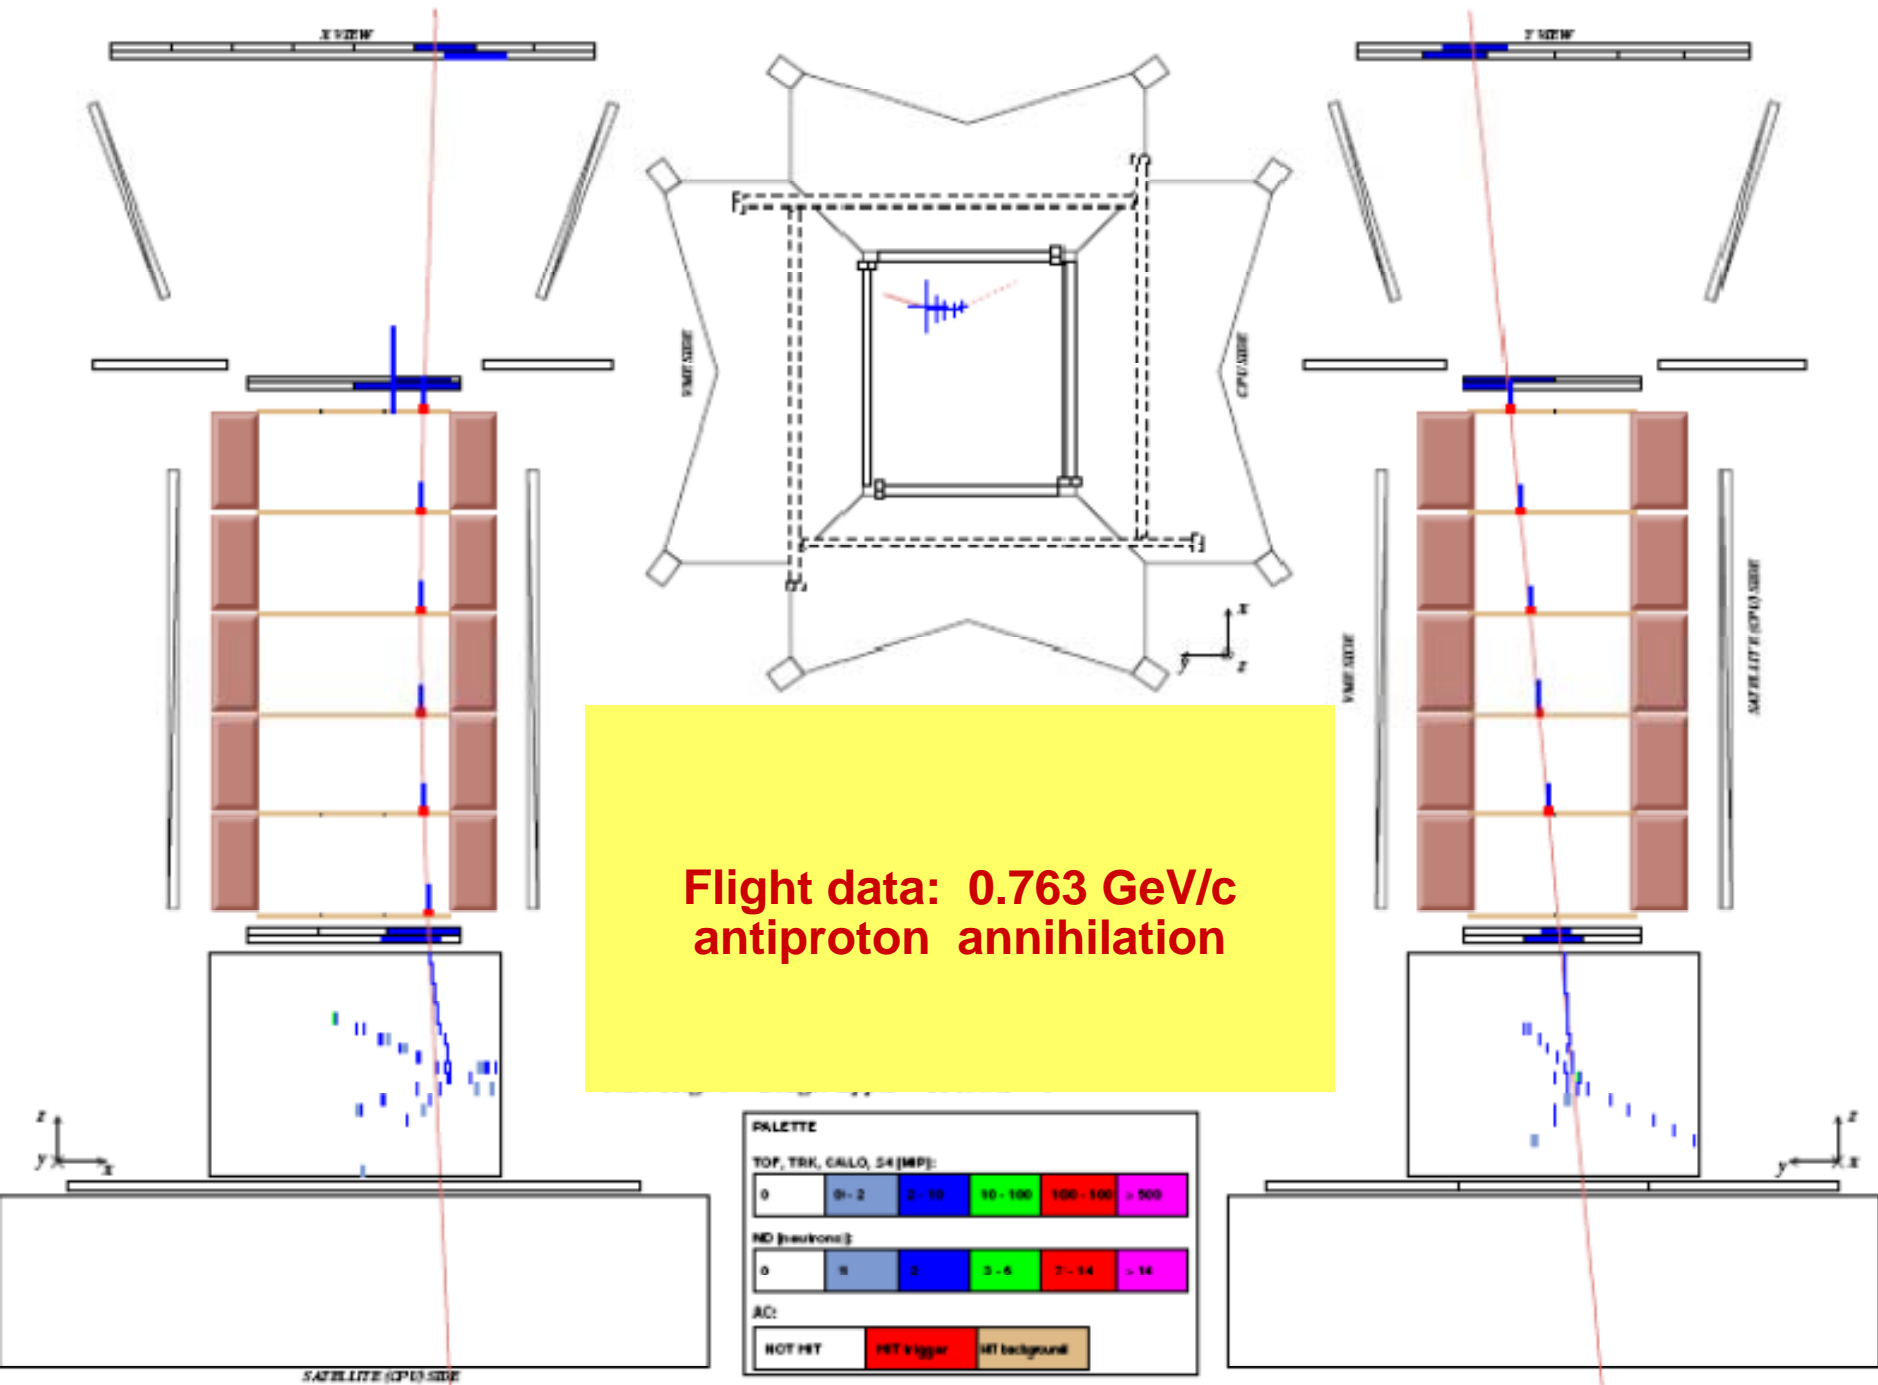 X VIEW
Y VIEW
VME SIDE
CPU SIDE
x
y
z
VME SIDE
SATELLITE (CPU) SIDE
Flight data: 0.763 GeV/c
antiproton annihilation
z
y x
z
y x
PALETTE
TOF, TRK, CALO, S4 [MIP]:
0 0 - 2 2 - 10 10 - 100 100 - 500 > 500
ND [neutrons]:
0 1 2 3 - 6 7 - 14 > 14
AC:
NOT HIT HIT trigger HIT background
SATELLITE (CPU) SIDE